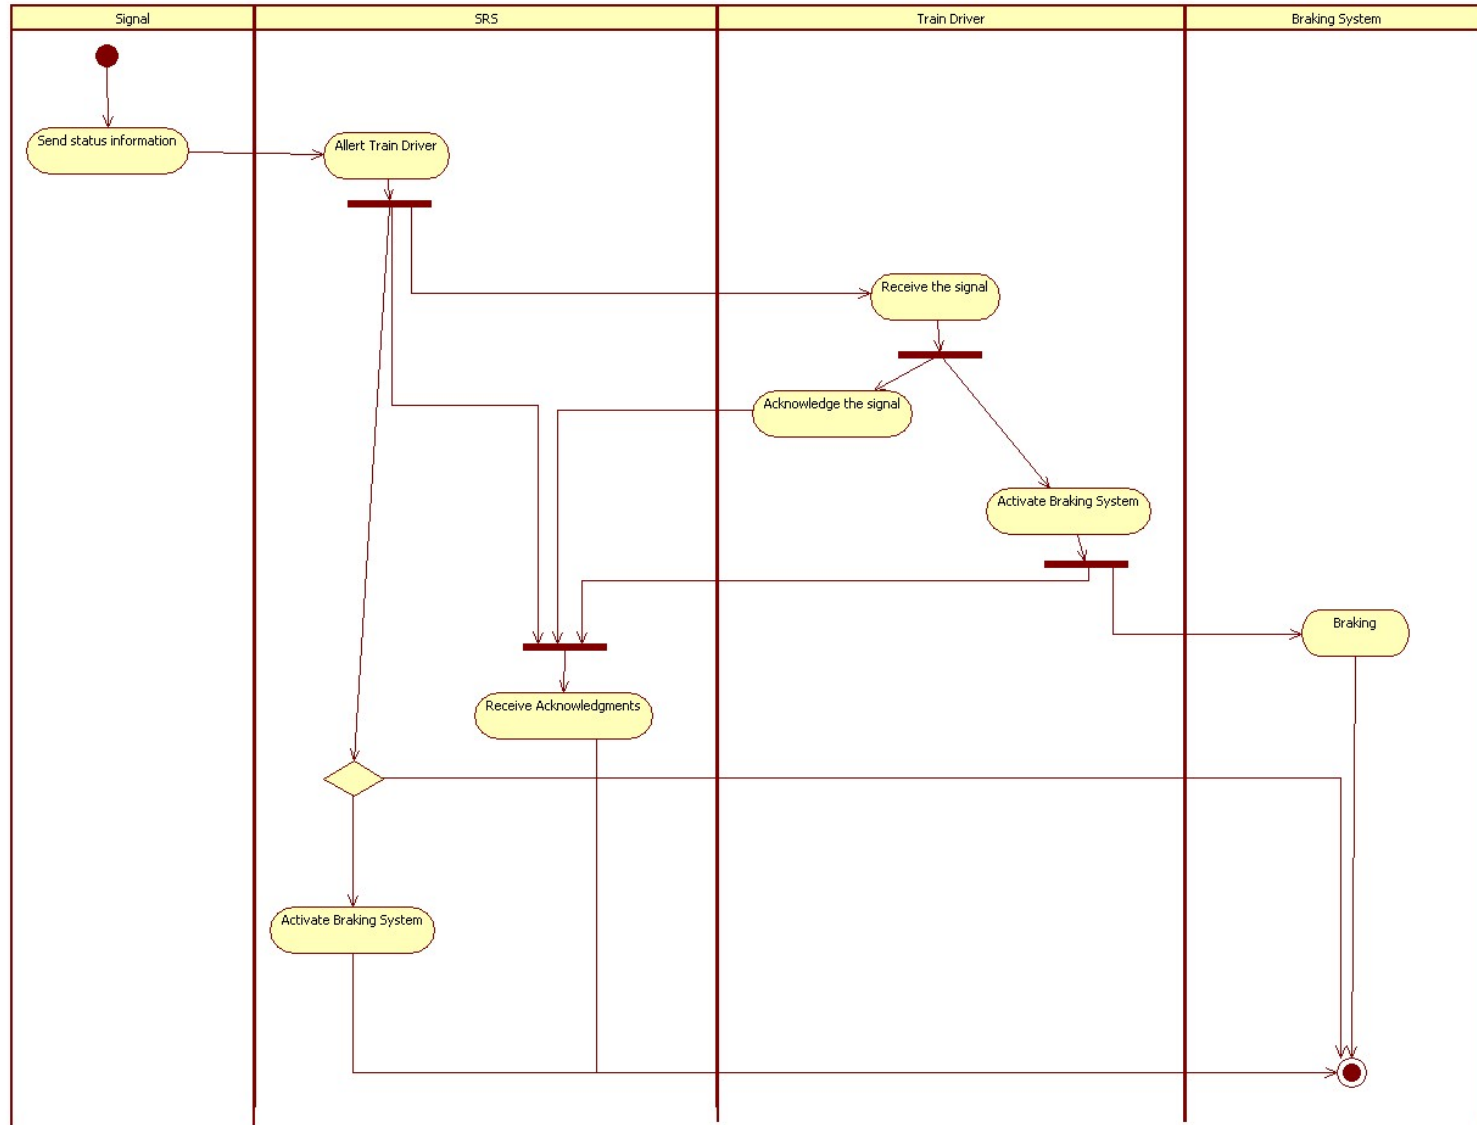 Signal
SRS
Train Driver
Braking System
Send status information
Allert Train Driver
Receive the signal
Acknowledge the signal
Activate Braking System
Braking
Receive Acknowledgments
Activate Braking System